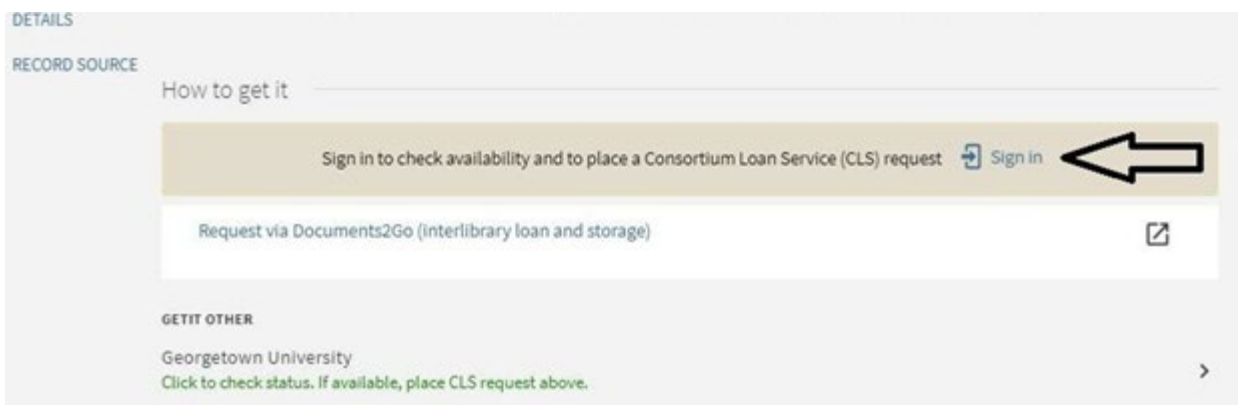 DETAILS
RECORD SOURCE
How to get it
Sign in to check availability and to place a Consortium Loan Service (CLS) request Sign in
Request via Documents2Go (interlibrary loan and storage)
GETIT OTHER
Georgetown University
Click to check status. If available, place CLS request above.